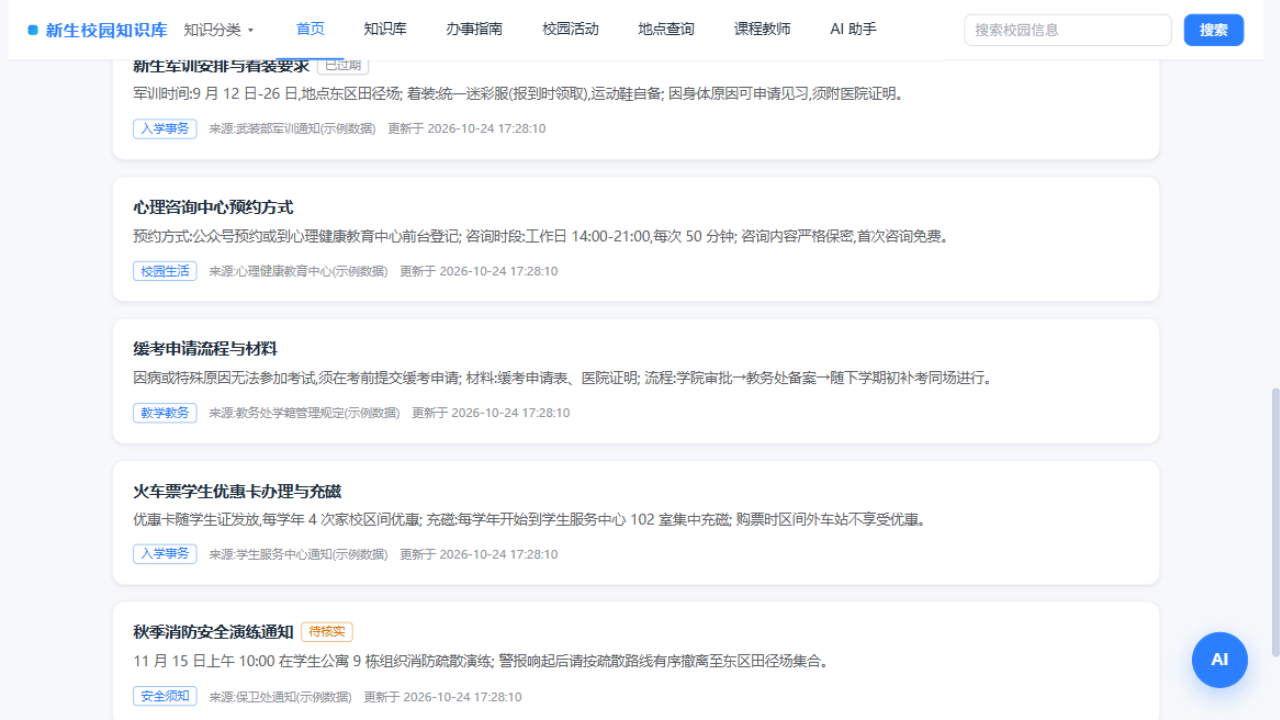 新生校园知识库 知识分类 首页 知识库 办事指南 校园活动 地点查询 课程教师 AI 助手 搜索校园信息 搜索
新生军训安排与着装要求 已过期
军训时间:9 月 12 日-26 日,地点东区田径场; 着装:统一迷彩服(报到时领取),运动鞋自备; 因身体原因可申请见习,须附医院证明。
入学事务 来源:武装部军训通知(示例数据) 更新于 2026-10-24 17:28:10
心理咨询中心预约方式
预约方式:公众号预约或到心理健康教育中心前台登记; 咨询时段:工作日 14:00-21:00,每次 50 分钟; 咨询内容严格保密,首次咨询免费。
校园生活 来源:心理健康教育中心(示例数据) 更新于 2026-10-24 17:28:10
缓考申请流程与材料
因病或特殊原因无法参加考试,须在考前提交缓考申请; 材料:缓考申请表、医院证明; 流程:学院审批→教务处备案→随下学期初补考同场进行。
教学教务 来源:教务处学籍管理规定(示例数据) 更新于 2026-10-24 17:28:10
火车票学生优惠卡办理与充磁
优惠卡随学生证发放,每学年 4 次家校区间优惠; 充磁:每学年开始到学生服务中心 102 室集中充磁; 购票时区间外车站不享受优惠。
入学事务 来源:学生服务中心通知(示例数据) 更新于 2026-10-24 17:28:10
秋季消防安全演练通知 待核实
11 月 15 日上午 10:00 在学生公寓 9 栋组织消防疏散演练; 警报响起后请按疏散路线有序撤离至东区田径场集合。
安全须知 来源:保卫处通知(示例数据) 更新于 2026-10-24 17:28:10
AI